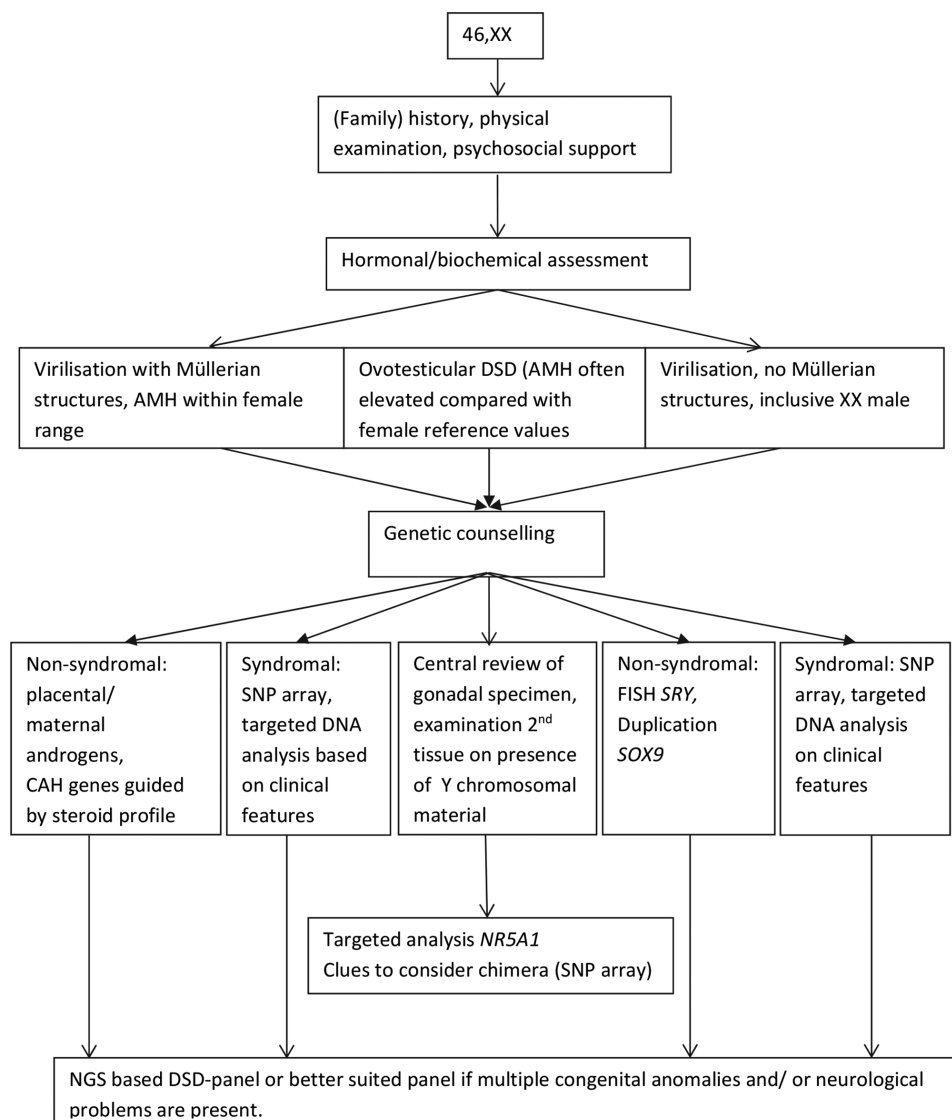 46,XX
(Family) history, physical
examination, psychosocial support
Hormonal/biochemical assessment
Virilisation with Müllerian
structures, AMH within female
range
Ovotesticular DSD (AMH often
elevated compared with
female reference values
Virilisation, no Müllerian
structures, inclusive XX male
Genetic counselling
Non-syndromal:
placental/
maternal
androgens,
CAH genes guided
by steroid profile
Syndromal:
SNP array,
targeted DNA
analysis based
on clinical
features
Central review of
gonadal specimen,
examination 2nd
tissue on presence
of Y chromosomal
material
Non-syndromal:
FISH SRY,
Duplication
SOX9
Syndromal: SNP
array, targeted
DNA analysis
on clinical
features
Targeted analysis NR5A1
Clues to consider chimera (SNP array)
NGS based DSD-panel or better suited panel if multiple congenital anomalies and/ or neurological
problems are present.